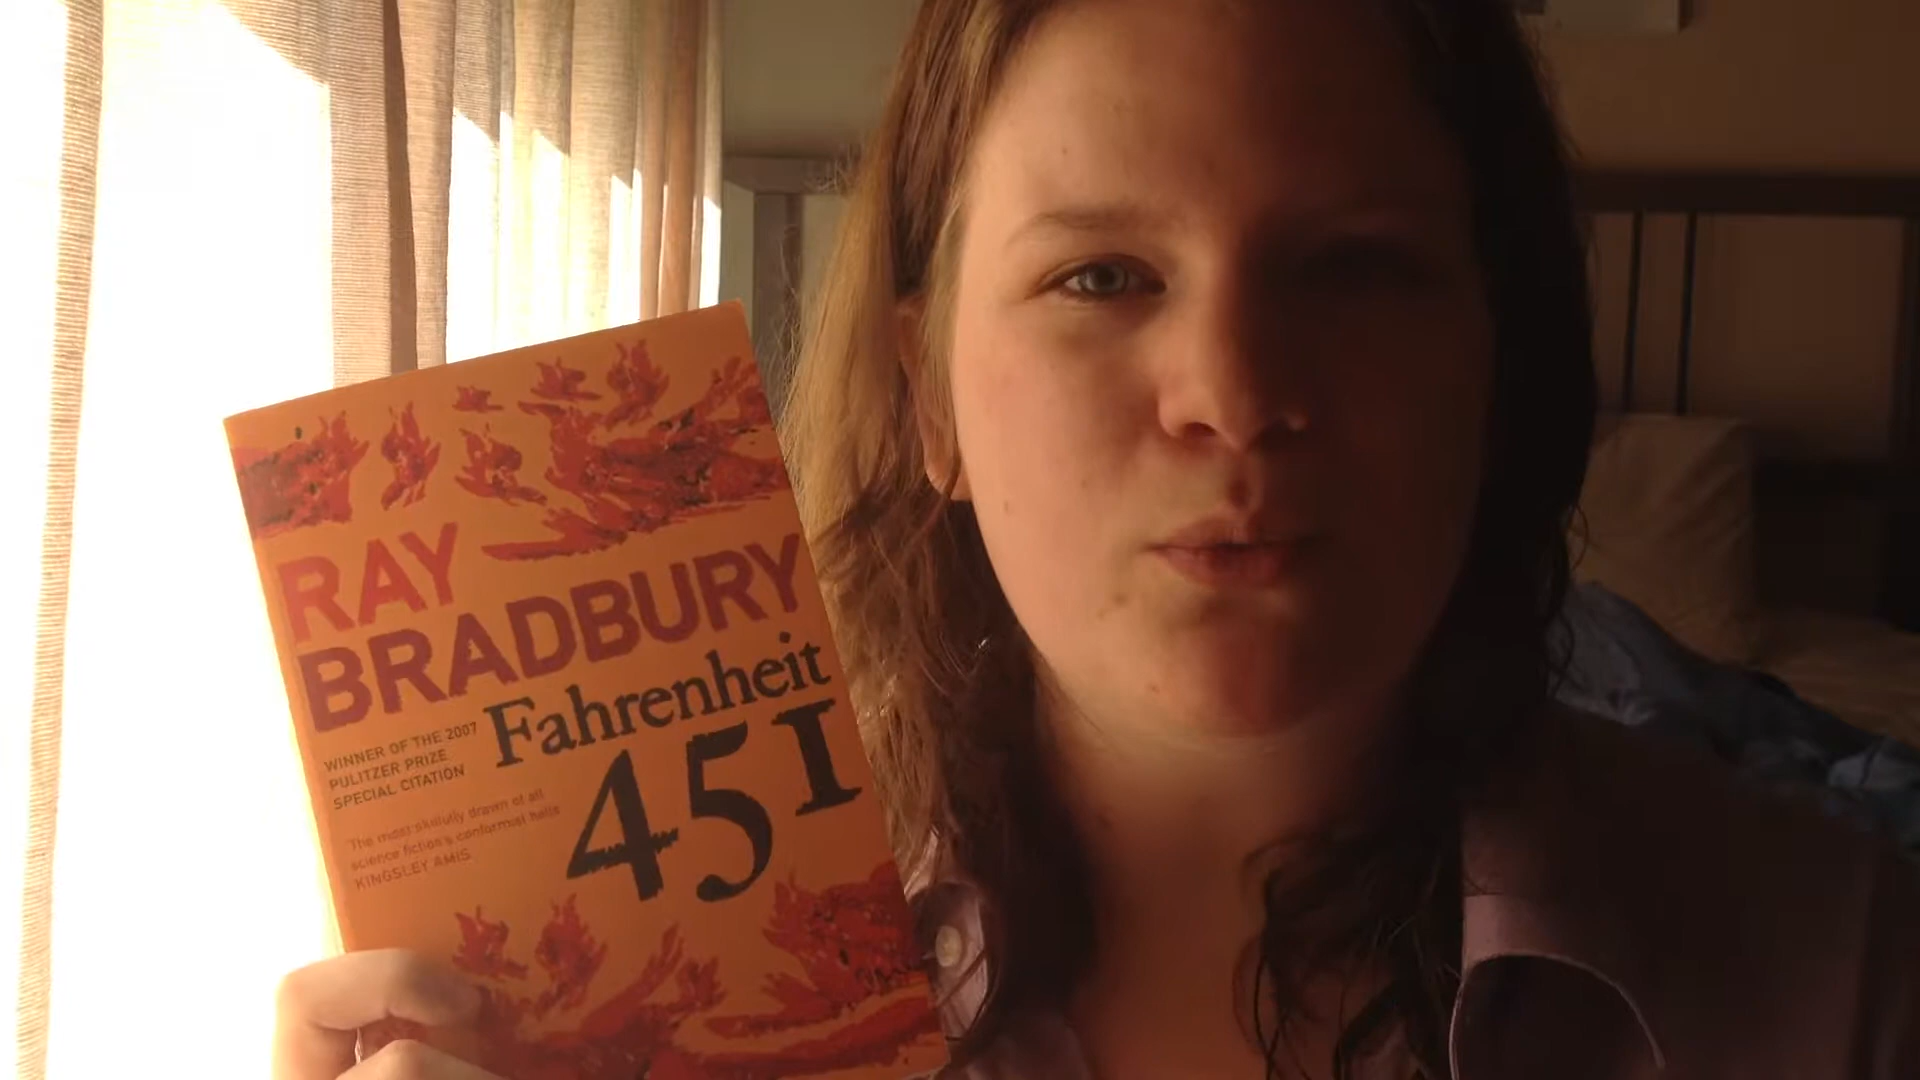 RAY
BRADBURY
Fahrenheit
451
WINNER OF THE 2007
PULITZER PRIZE
SPECIAL CITATION
The most skilfully drawn of all
science fiction's conformist hells
KINGSLEY AMIS